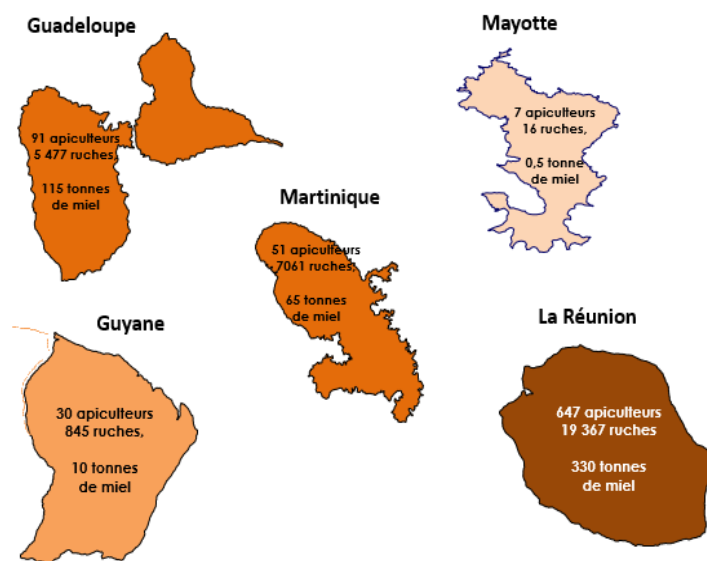 Guadeloupe
91 apiculteurs
5 477 ruches,
115 tonnes
de miel
Mayotte
7 apiculteurs
16 ruches,
0,5 tonne
de miel
Martinique
51 apiculteurs
7061 ruches,
65 tonnes
de miel
Guyane
30 apiculteurs
845 ruches,
10 tonnes
de miel
La Réunion
647 apiculteurs
19 367 ruches
330 tonnes
de miel